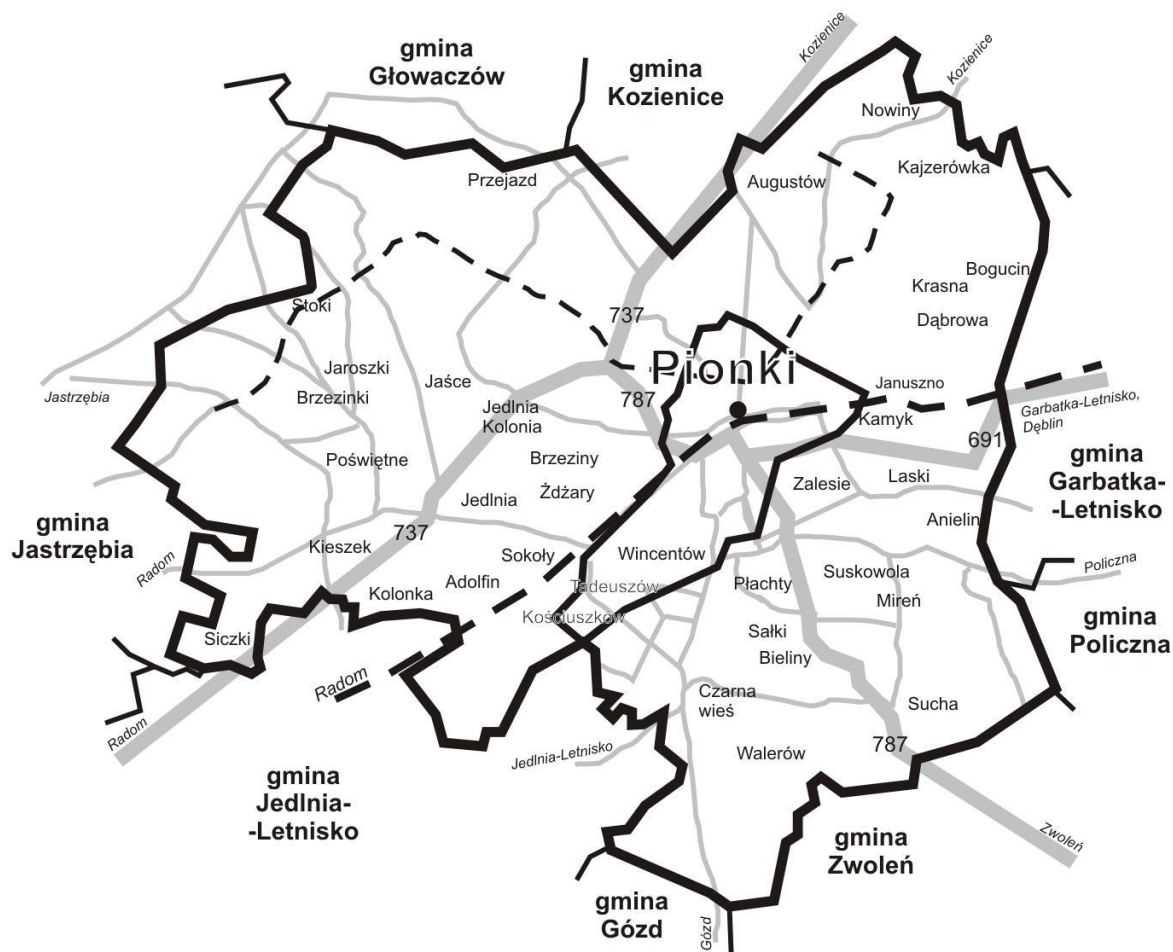 gmina
Głowaczów
gmina
Kozienice
Kozienice
Kozienice
Nowiny
Przejazd
Augustów
Kajzerówka
Bogucin
Krasna
Stoki
737
Dąbrowa
Pionki
Jaroszki
Jaśce
Januszno
Jastrzębia
Brzezinki
787
Jedlnia
Kolonia
Kamyk
Garbatka-Letnisko,
Dęblin
691
Poświętne
Brzeziny
gmina
Garbatka-
-Letnisko
Jedlnia
Żdżary
Zalesie
Laski
gmina
Jastrzębia
Anielin
737
Radom
Kieszek
Sokoły
Wincentów
Policzna
Adolfin
Tadeuszów
Płachty
Suskowola
Kolonka
Mireń
Kościuszków
Siczki
Sałki
gmina
Policzna
Bieliny
Radom
Radom
Czarna
wieś
Sucha
Jedlnia-Letnisko
Walerów
787
gmina
Jedlnia-
-Letnisko
gmina
Zwoleń
Zwoleń
gmina
Gózd
Gózd